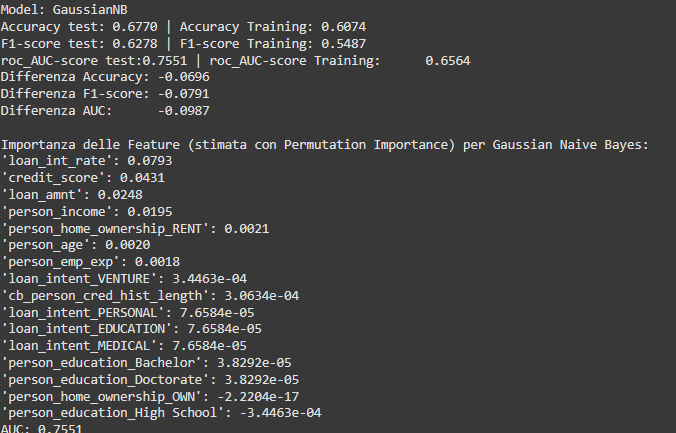 Model: GaussianNB
Accuracy test: 0.6770 | Accuracy Training: 0.6074
F1-score test: 0.6278 | F1-score Training: 0.5487
roc_AUC-score test:0.7551 | roc_AUC-score Training: 0.6564
Differenza Accuracy: -0.0696
Differenza F1-score: -0.0791
Differenza AUC: -0.0987
Importanza delle Feature (stimata con Permutation Importance) per Gaussian Naive Bayes:
'loan_int_rate': 0.0793
'credit_score': 0.0431
'loan_amnt': 0.0248
'person_income': 0.0195
'person_home_ownership_RENT': 0.0021
'person_age': 0.0020
'person_emp_exp': 0.0018
'loan_intent_VENTURE': 3.4463e-04
'cb_person_cred_hist_length': 3.0634e-04
'loan_intent_PERSONAL': 7.6584e-05
'loan_intent_EDUCATION': 7.6584e-05
'loan_intent_MEDICAL': 7.6584e-05
'person_education_Bachelor': 3.8292e-05
'person_education_Doctorate': 3.8292e-05
'person_home_ownership_OWN': -2.2204e-17
'person_education_High School': -3.4463e-04
AUC: 0.7551